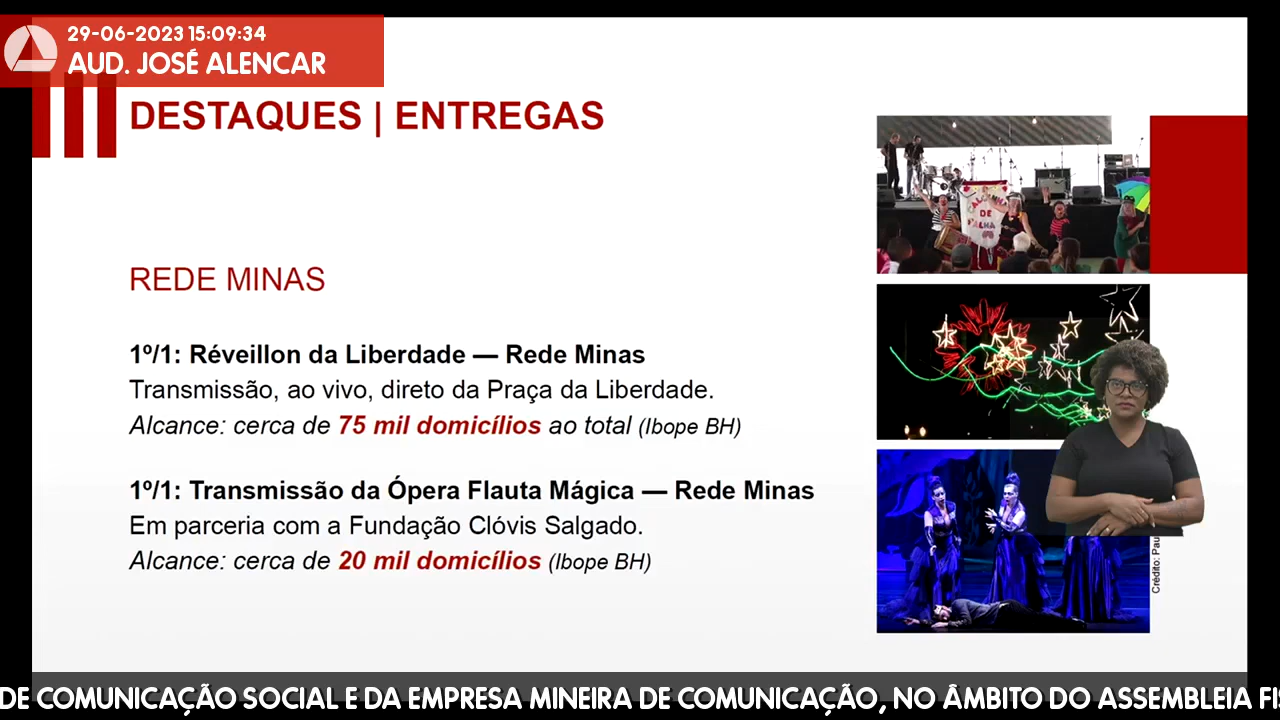 29-06-2023 15:09:34
AUD. JOSÉ ALENCAR
DESTAQUES | ENTREGAS
REDE MINAS
1º/1: Réveillon da Liberdade — Rede Minas
Transmissão, ao vivo, direto da Praça da Liberdade.
Alcance: cerca de 75 mil domicílios ao total (Ibope BH)
1º/1: Transmissão da Ópera Flauta Mágica — Rede Minas
Em parceria com a Fundação Clóvis Salgado.
Alcance: cerca de 20 mil domicílios (Ibope BH)
DE
Crédito:
DE COMUNICAÇÃO SOCIAL E DA EMPRESA MINEIRA DE COMUNICAÇÃO, NO ÂMBITO DO ASSEMBLEIA